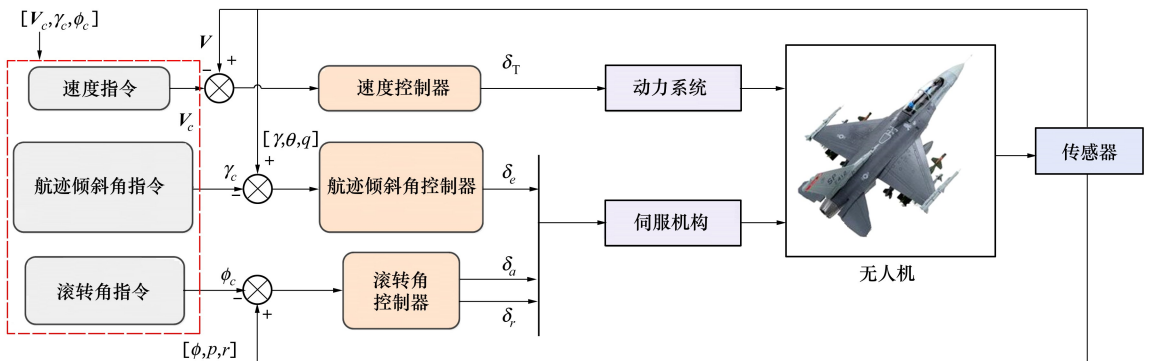 [V_c,γ_c,ϕ_c]
V
+
−
速度指令
V_c
速度控制器
δ_T
动力系统
[γ,θ,q]
+
航迹倾斜角指令
γ_c
−
航迹倾斜角控制器
δ_e
传感器
伺服机构
滚转角指令
ϕ_c
−
+
滚转角
控制器
δ_a
δ_r
无人机
[ϕ,p,r]